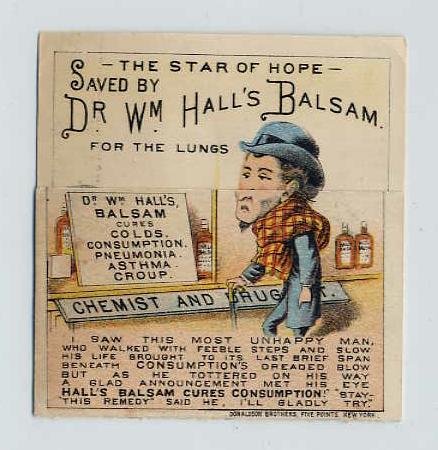 — THE STAR OF HOPE —
SAVED BY
DR WM HALL'S BALSAM.
FOR THE LUNGS
DR WM HALL'S,
BALSAM
CURES
COLDS.
CONSUMPTION.
PNEUMONIA.
ASTHMA.
CROUP.
CHEMIST AND DRUG T.
I SAW THIS MOST UNHAPPY MAN,
WHO WALKED WITH FEEBLE STEPS AND SLOW
HIS LIFE BROUGHT TO ITS LAST BRIEF SPAN
BENEATH CONSUMPTION'S DREADED BLOW
BUT AS HE TOTTERED ON HIS WAY
A GLAD ANNOUNCEMENT MET HIS EYE
HALL'S BALSAM CURES CONSUMPTION!" "STAY-
THIS REMEDY" SAID HE, "I'LL GLADLY TRY.
DONALDSON BROTHERS, FIVE POINTS, NEW YORK.